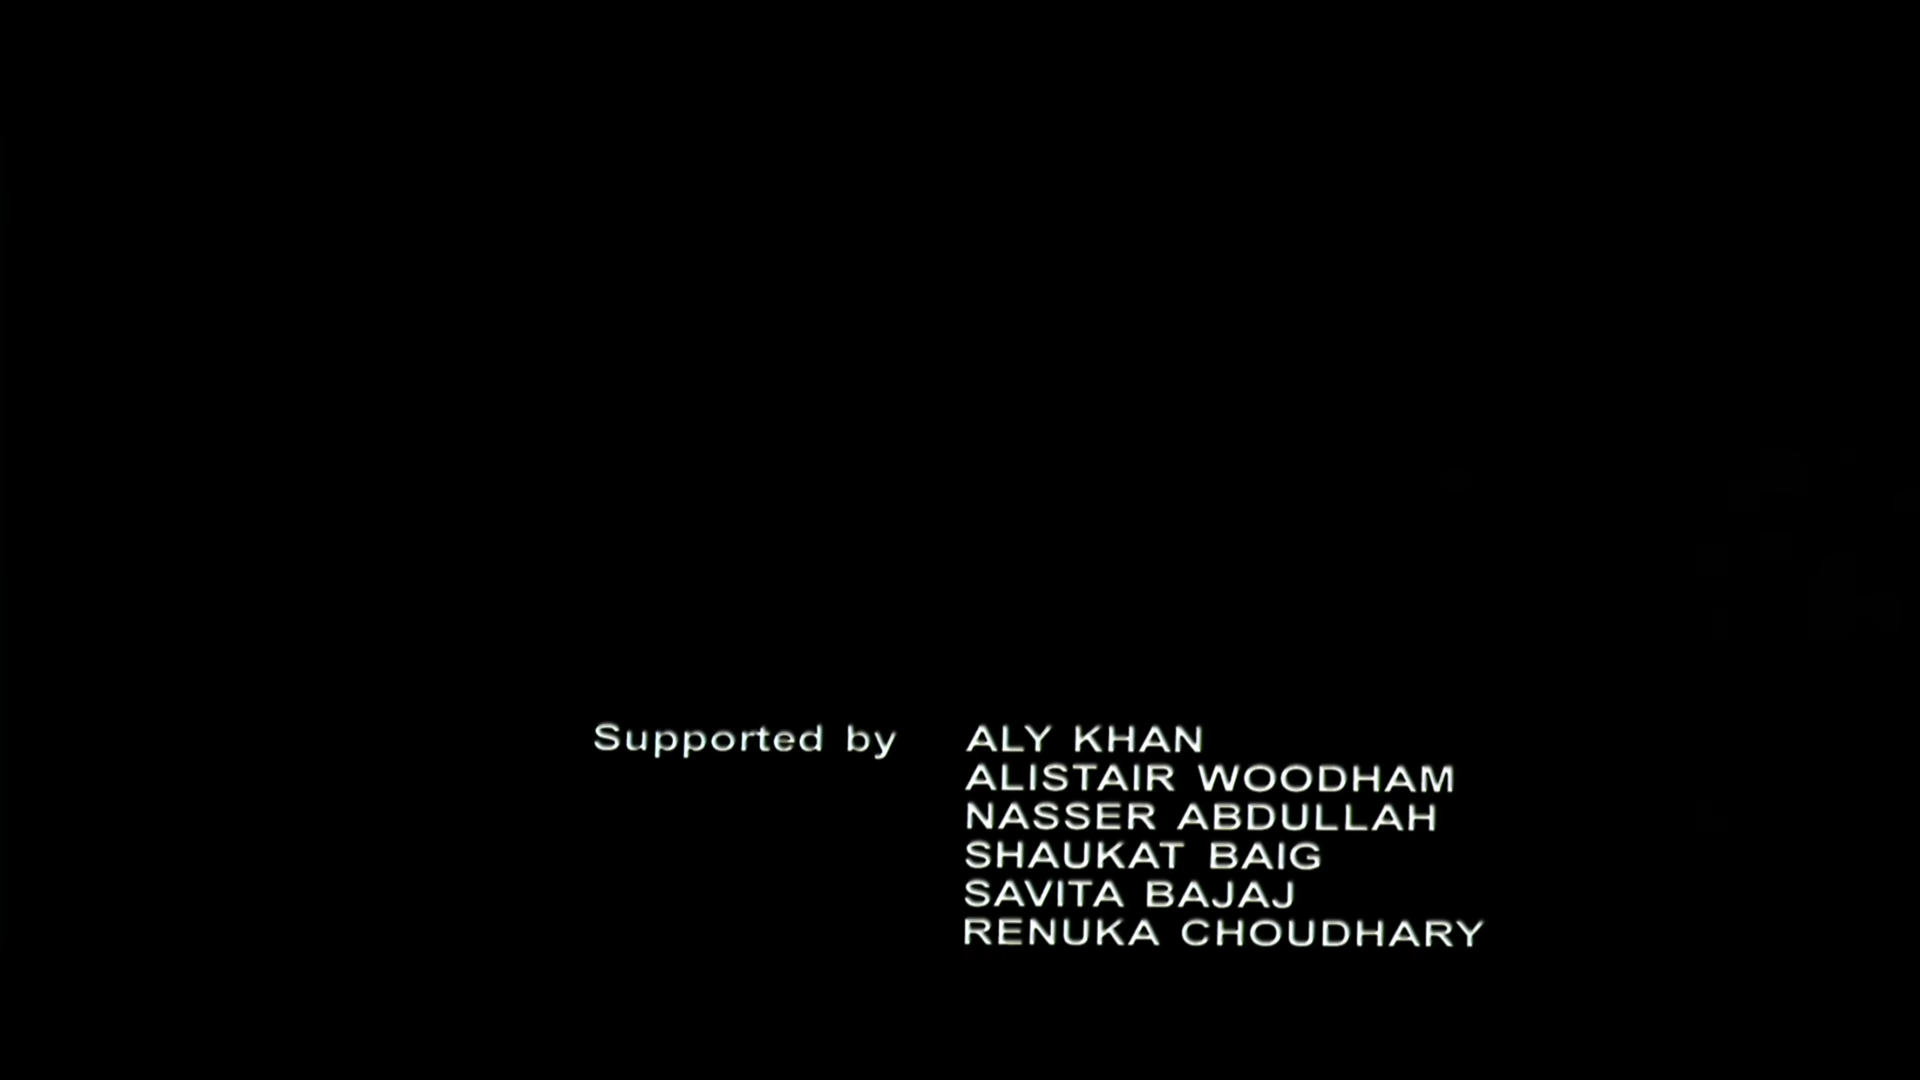 Supported by ALY KHAN
ALISTAIR WOODHAM
NASSER ABDULLAH
SHAUKAT BAIG
SAVITA BAJAJ
RENUKA CHOUDHARY